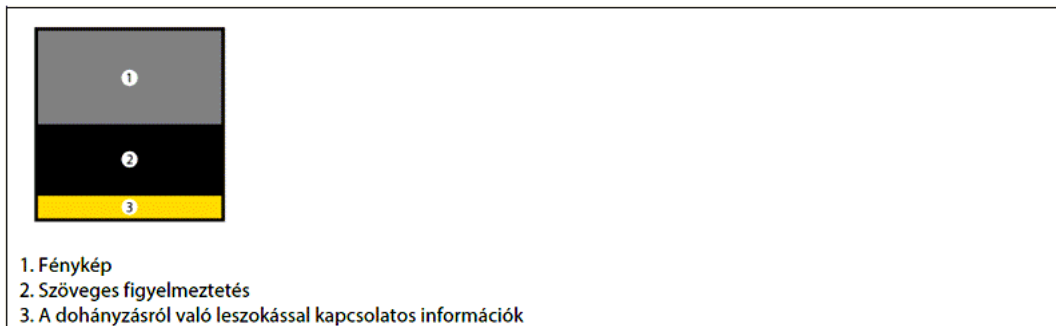 1
2
3
1. Fénykép
2. Szöveges figyelmeztetés
3. A dohányzásról való leszokással kapcsolatos információk